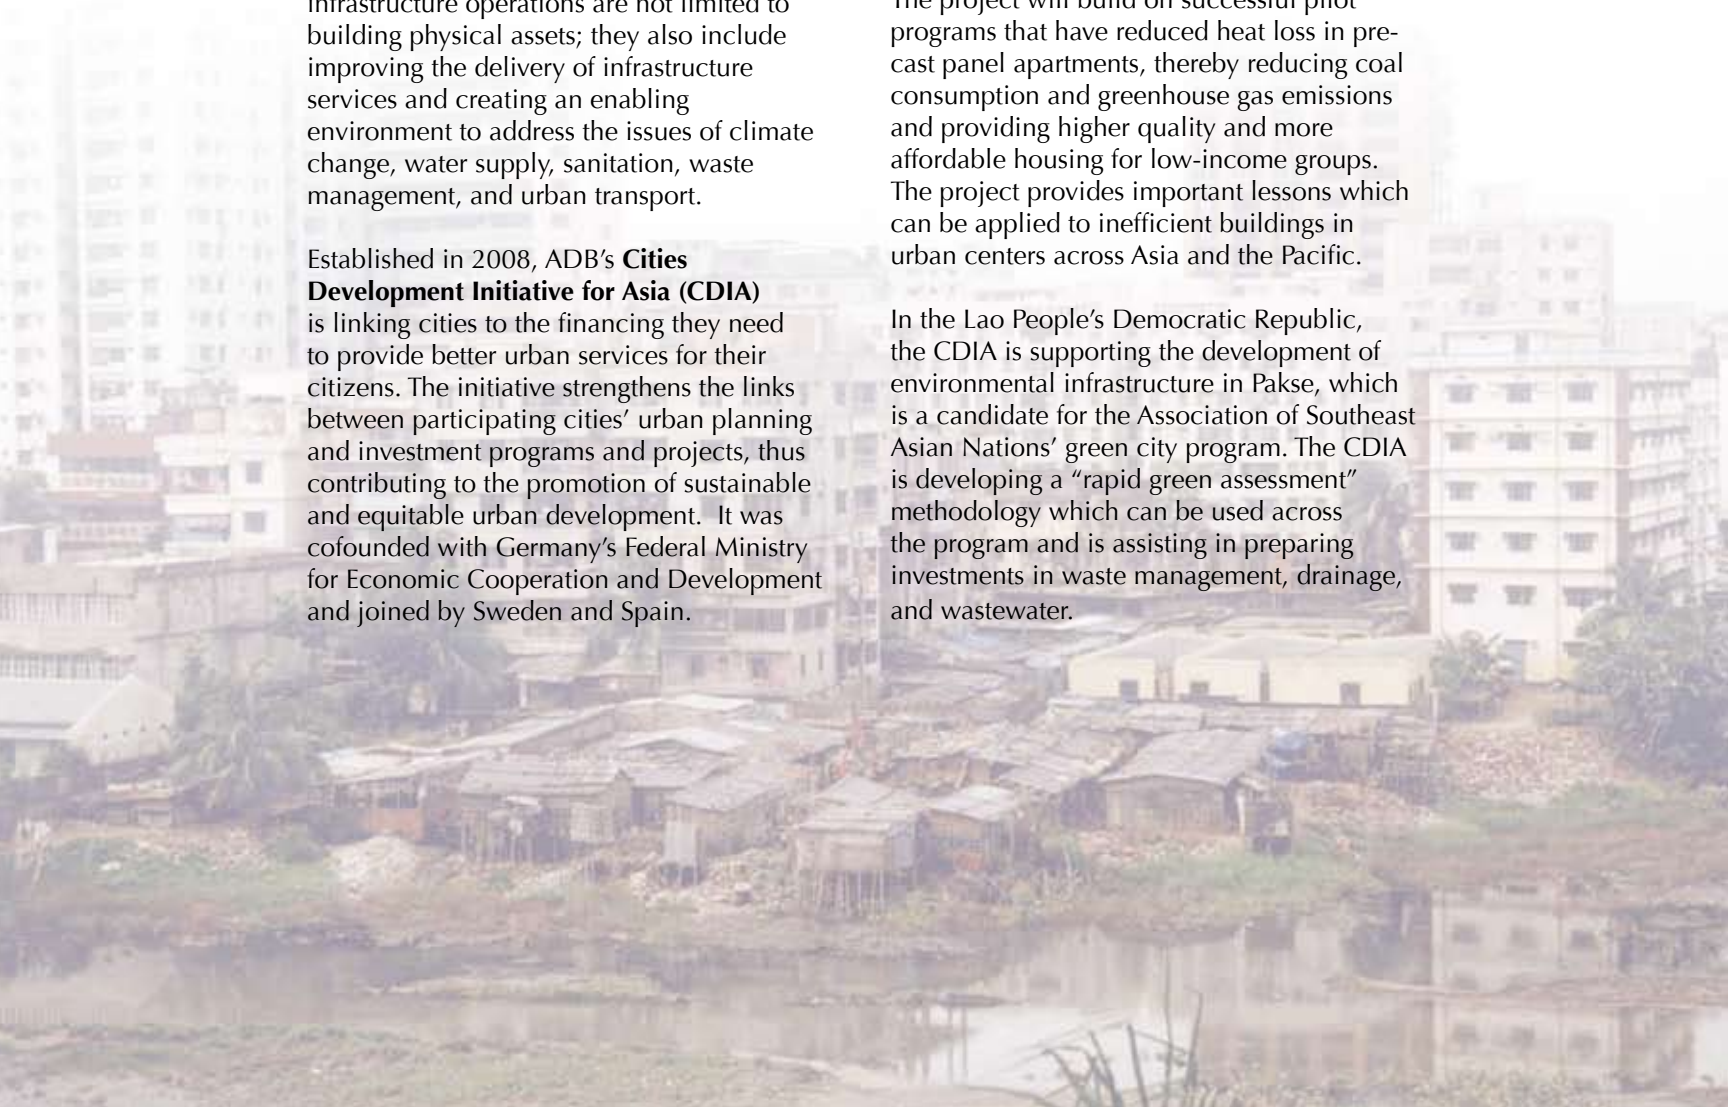 infrastructure operations are not limited to
building physical assets; they also include
improving the delivery of infrastructure
services and creating an enabling
environment to address the issues of climate
change, water supply, sanitation, waste
management, and urban transport.
Established in 2008, ADB’s Cities
Development Initiative for Asia (CDIA)
is linking cities to the financing they need
to provide better urban services for their
citizens. The initiative strengthens the links
between participating cities’ urban planning
and investment programs and projects, thus
contributing to the promotion of sustainable
and equitable urban development.  It was
cofounded with Germany’s Federal Ministry
for Economic Cooperation and Development
and joined by Sweden and Spain.
The project will build on successful pilot
programs that have reduced heat loss in pre-
cast panel apartments, thereby reducing coal
consumption and greenhouse gas emissions
and providing higher quality and more
affordable housing for low-income groups.
The project provides important lessons which
can be applied to inefficient buildings in
urban centers across Asia and the Pacific.
In the Lao People’s Democratic Republic,
the CDIA is supporting the development of
environmental infrastructure in Pakse, which
is a candidate for the Association of Southeast
Asian Nations’ green city program. The CDIA
is developing a “rapid green assessment”
methodology which can be used across
the program and is assisting in preparing
investments in waste management, drainage,
and wastewater.